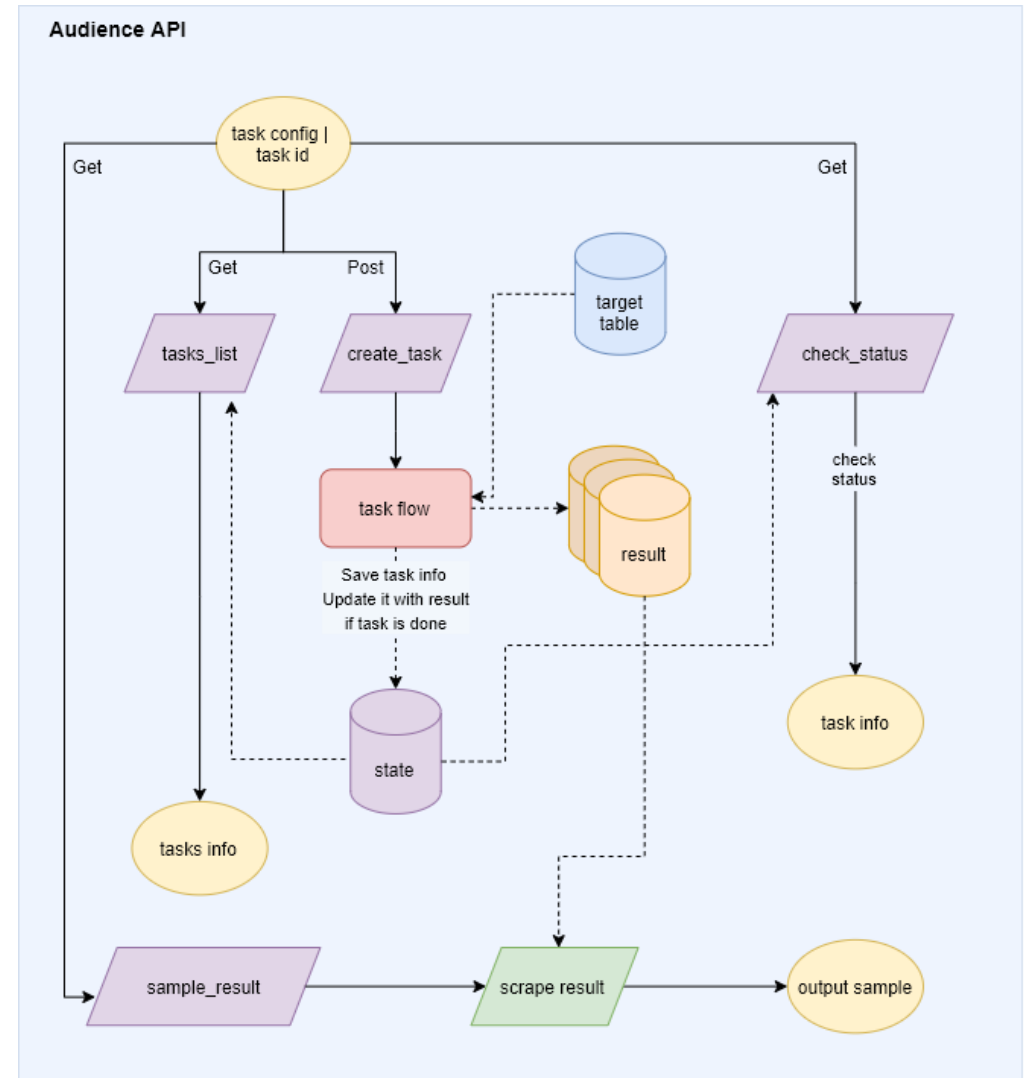 Audience API
task config |
task id
Get
Get
Get
Post
target
table
tasks_list
create_task
check_status
check
status
task flow
result
Save task info
Update it with result
if task is done
task info
state
tasks info
sample_result
scrape result
output sample